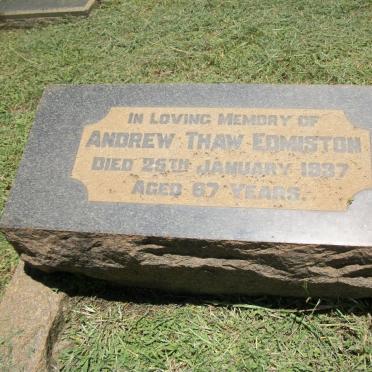 IN LOVING MEMORY OF
ANDREW THAW EDMISTON
DIED 25TH JANUARY 1937
AGED 67 YEARS.